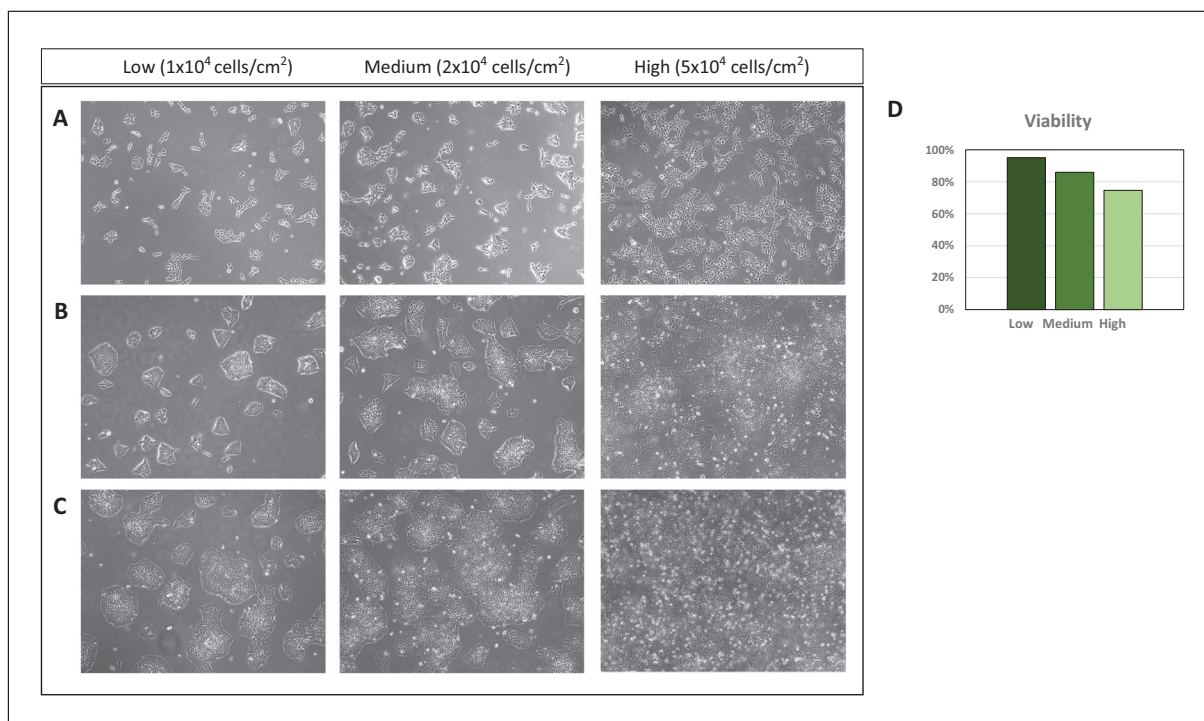 Low (1x10⁴ cells/cm²) Medium (2x10⁴ cells/cm²) High (5x10⁴ cells/cm²)
A
B
C
D
Viability
100%
80%
60%
40%
20%
0%
Low Medium High